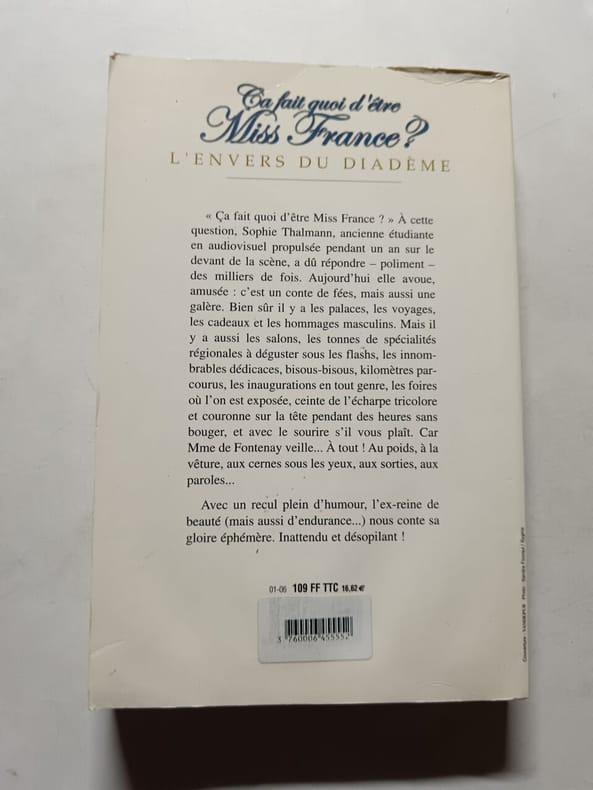 Ça fait quoi d'être
Miss France ?
L'ENVERS DU DIADÈME
« Ça fait quoi d'être Miss France ? » À cette
question, Sophie Thalmann, ancienne étudiante
en audiovisuel propulsée pendant un an sur le
devant de la scène, a dû répondre – poliment –
des milliers de fois. Aujourd'hui elle avoue,
amusée : c'est un conte de fées, mais aussi une
galère. Bien sûr il y a les palaces, les voyages,
les cadeaux et les hommages masculins. Mais il
y a aussi les salons, les tonnes de spécialités
régionales à déguster sous les flashs, les innom-
brables dédicaces, bisous-bisous, kilomètres par-
courus, les inaugurations en tout genre, les foires
où l'on est exposée, ceinte de l'écharpe tricolore
et couronne sur la tête pendant des heures sans
bouger, et avec le sourire s'il vous plaît. Car
Mme de Fontenay veille... À tout ! Au poids, à la
vêture, aux cernes sous les yeux, aux sorties, aux
paroles...
Avec un recul plein d'humour, l'ex-reine de
beauté (mais aussi d'endurance...) nous conte sa
gloire éphémère. Inattendu et désopilant !
01-06 109 FF TTC 16,62 €
3 760006 455552
Couverture : Photo : Sandra